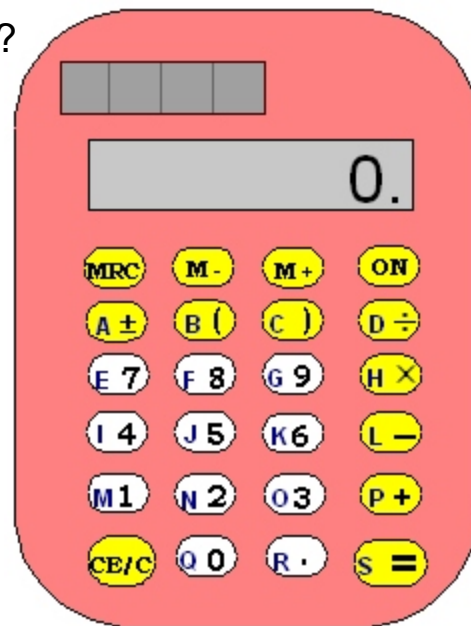 ?
0.
MRC M- M+ ON
A ± B ( C ) D ÷
E 7 F 8 G 9 H ×
I 4 J 5 K 6 L –
M 1 N 2 O 3 P +
CE/C Q 0 R · S =